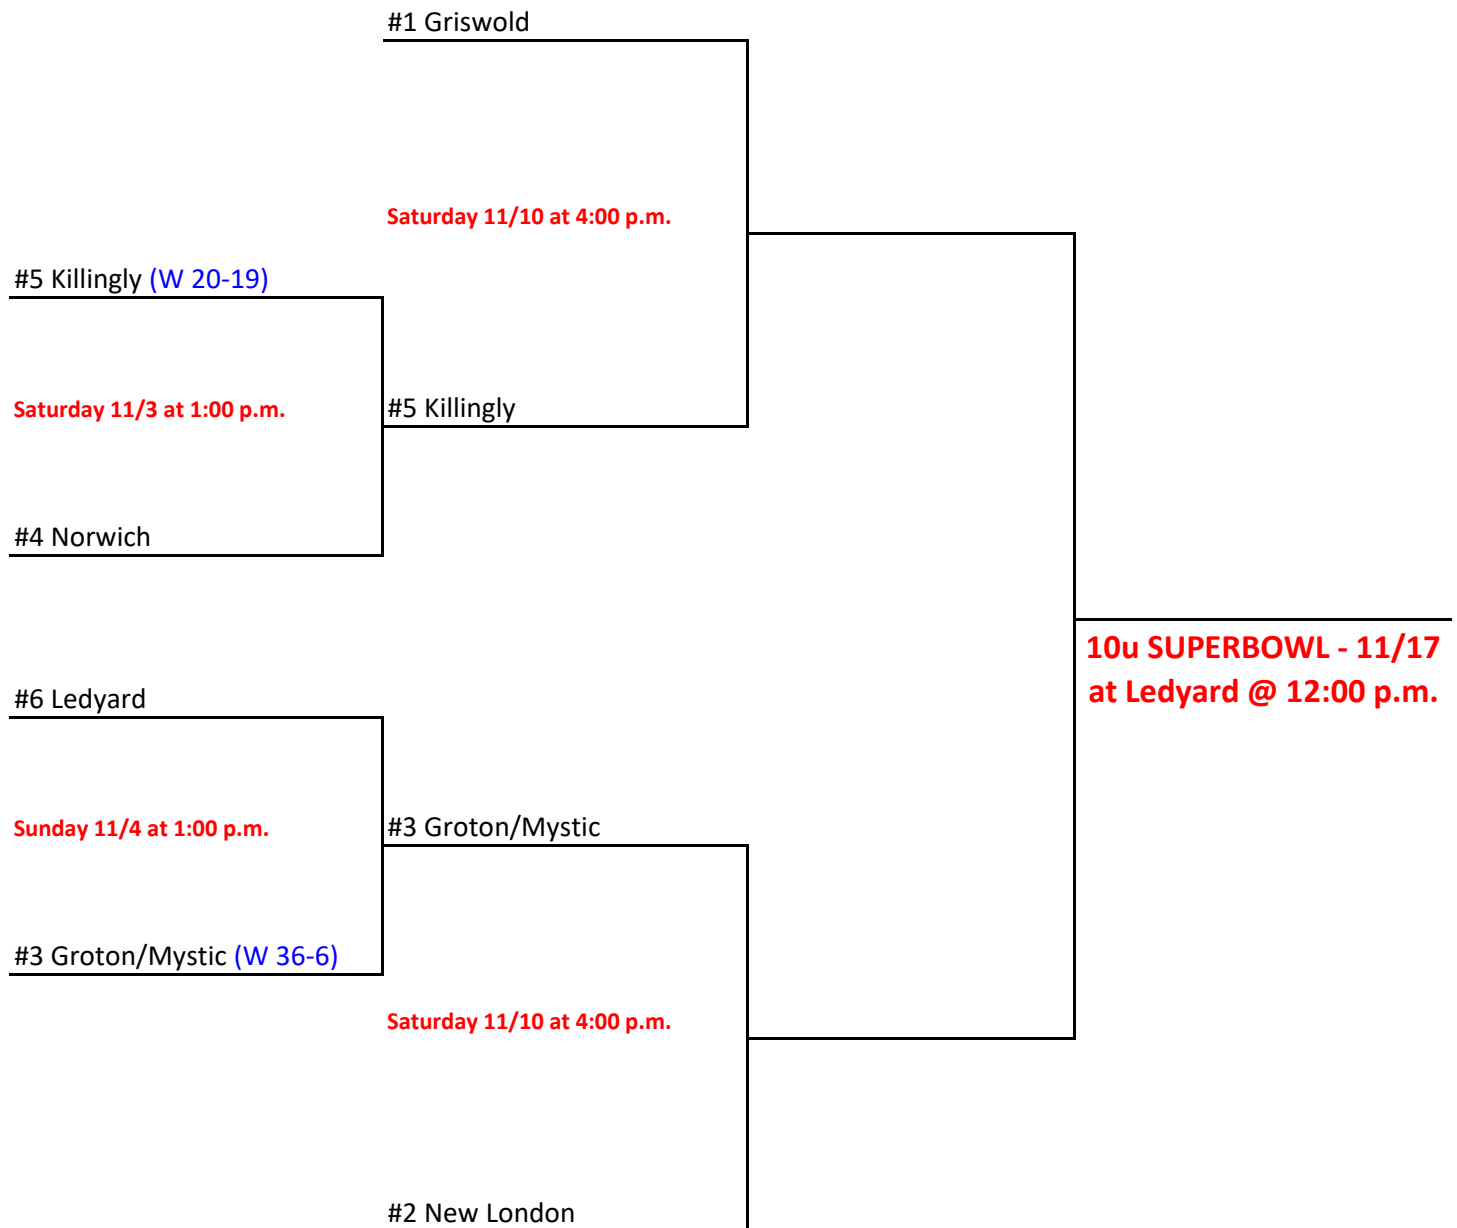 #1 Griswold
Saturday 11/10 at 4:00 p.m.
#5 Killingly (W 20-19)
Saturday 11/3 at 1:00 p.m.
#5 Killingly
#4 Norwich
10u SUPERBOWL - 11/17
at Ledyard @ 12:00 p.m.
#6 Ledyard
Sunday 11/4 at 1:00 p.m.
#3 Groton/Mystic
#3 Groton/Mystic (W 36-6)
Saturday 11/10 at 4:00 p.m.
#2 New London